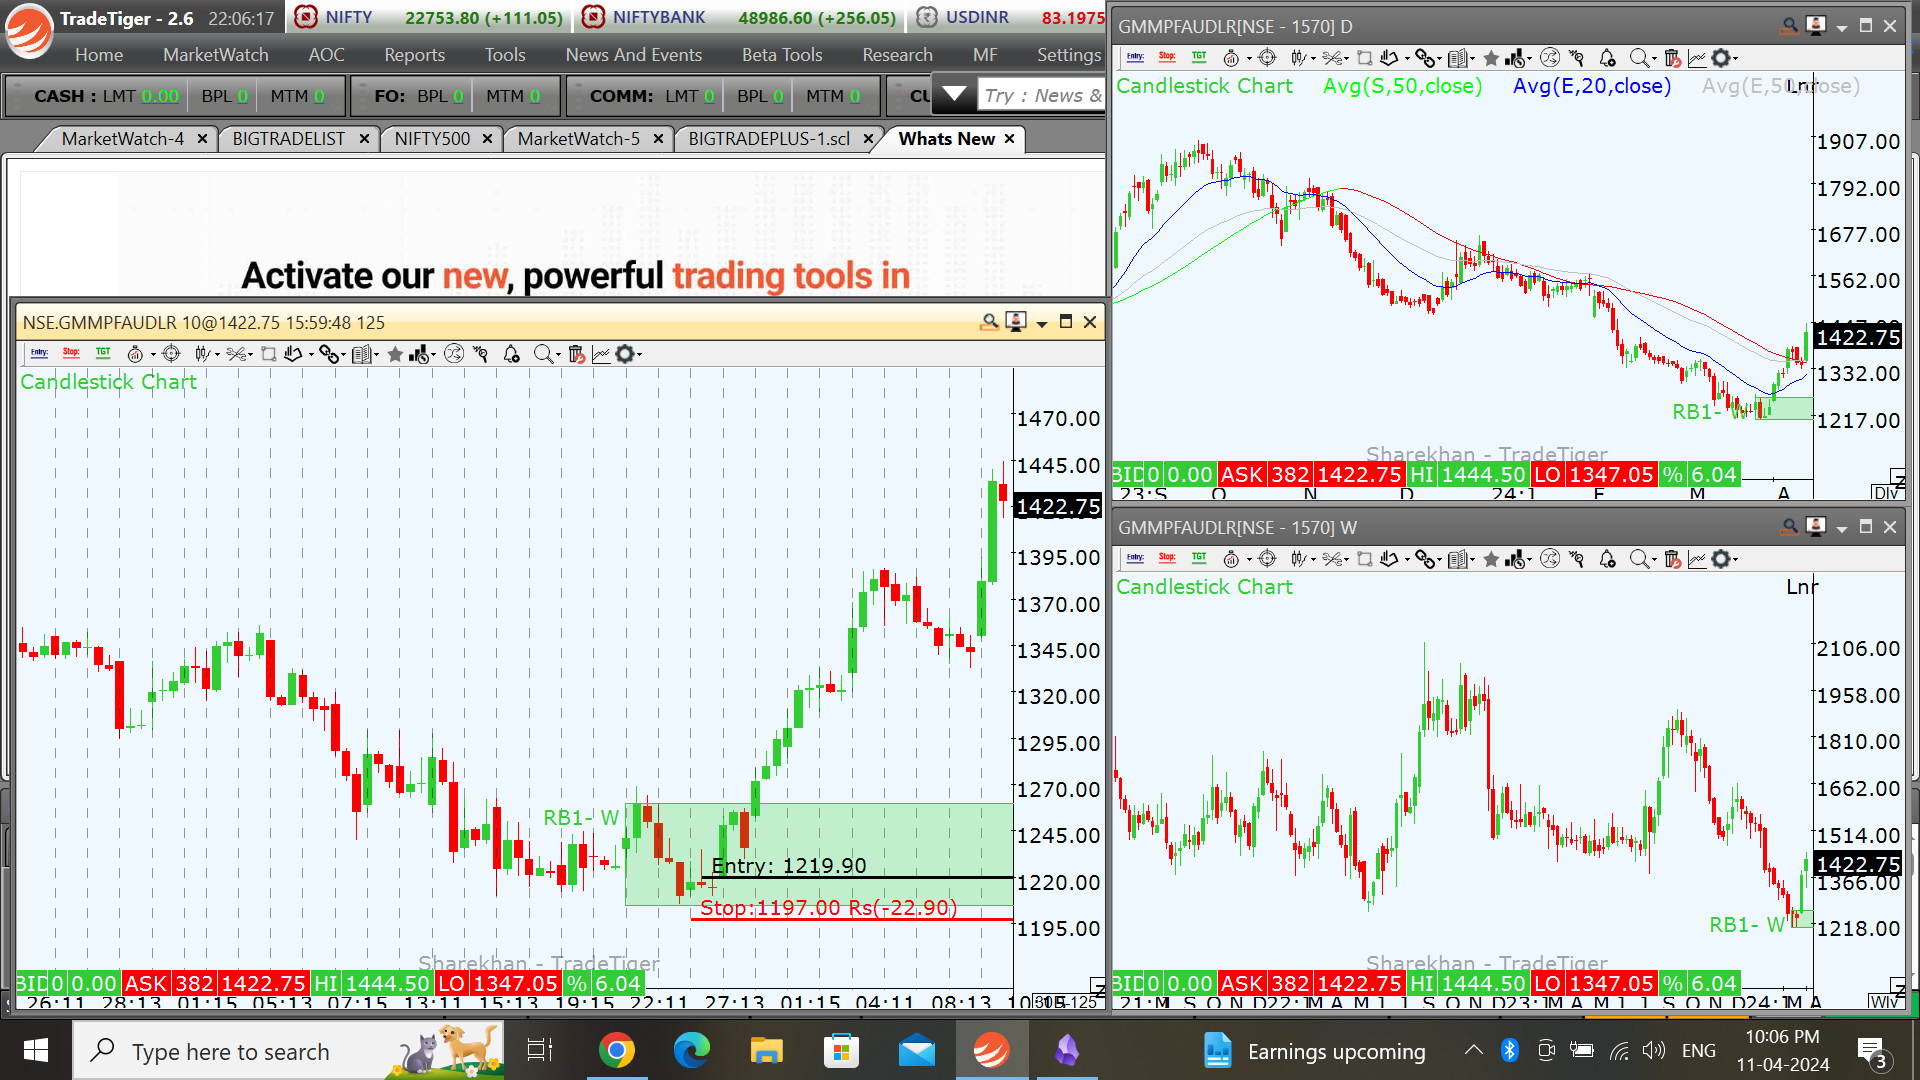 TradeTiger - 2.6 22:06:17 NIFTY 22753.80 (+111.05) NIFTYBANK 48986.60 (+256.05) USDINR 83.1975
Home MarketWatch AOC Reports Tools News And Events Beta Tools Research MF Settings
CASH : LMT 0.00 BPL 0 MTM 0 FO: BPL 0 MTM 0 COMM: LMT 0 BPL 0 MTM 0 CU Try : News &
MarketWatch-4 BIGTRADELIST NIFTY500 MarketWatch-5 BIGTRADEPLUS-1.scl Whats New
Activate our new, powerful trading tools in
NSE.GMMPFAUDLR 10@1422.75 15:59:48 125
Entry: Stop: TGT
Candlestick Chart
1470.00
1445.00
1422.75
1395.00
1370.00
1345.00
1320.00
1295.00
1270.00
RB1- W
1245.00
Entry: 1219.90
1220.00
Stop:1197.00 Rs(-22.90)
1195.00
Sharekhan - TradeTiger
BID 0 0.00 ASK 382 1422.75 HI 1444.50 LO 1347.05 % 6.04
26:11 28:13 01:15 05:13 07:15 13:11 15:13 19:15 22:11 27:13 01:15 04:11 08:13
GMMPFAUDLR[NSE - 1570] D
Entry: Stop: TGT
Candlestick Chart Avg(S,50,close) Avg(E,20,close) Avg(E,50,close) Lnr
1907.00
1792.00
1677.00
1562.00
1422.75
1332.00
RB1- W
1217.00
Sharekhan - TradeTiger
BID 0 0.00 ASK 382 1422.75 HI 1444.50 LO 1347.05 % 6.04
23:S O N D 24:1 F M A
GMMPFAUDLR[NSE - 1570] W
Entry: Stop: TGT
Candlestick Chart Lnr
2106.00
1958.00
1810.00
1662.00
1514.00
1422.75
1366.00
RB1- W
1218.00
Sharekhan - TradeTiger
BID 0 0.00 ASK 382 1422.75 HI 1444.50 LO 1347.05 % 6.04
Type here to search
Earnings upcoming
ENG
10:06 PM
11-04-2024
3